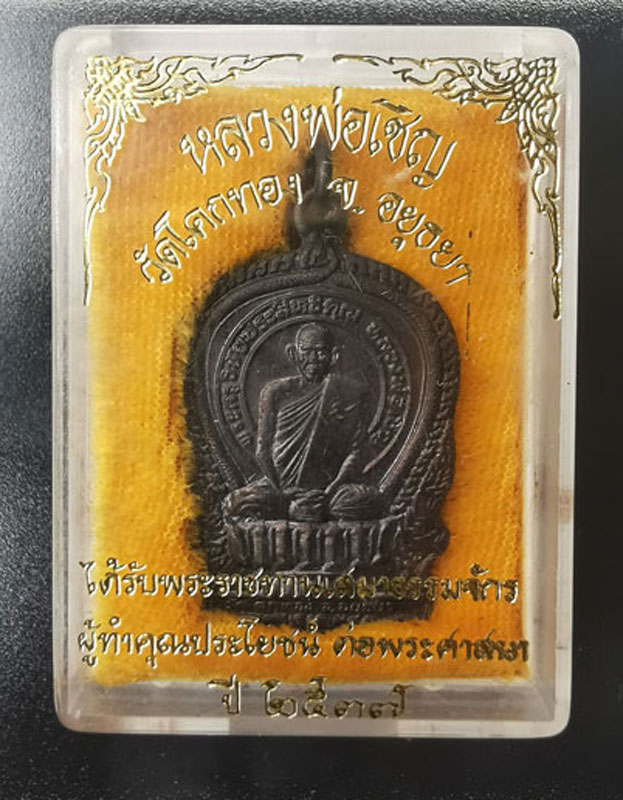 หลวงพ่อเชิญ
วัดโคกทอง จ. อยุธยา
ได้รับพระราชทานเสมาธรรมจักร
ผู้ทำคุณประโยชน์ ต่อพระศาสนา
ปี ๒๕๓๗